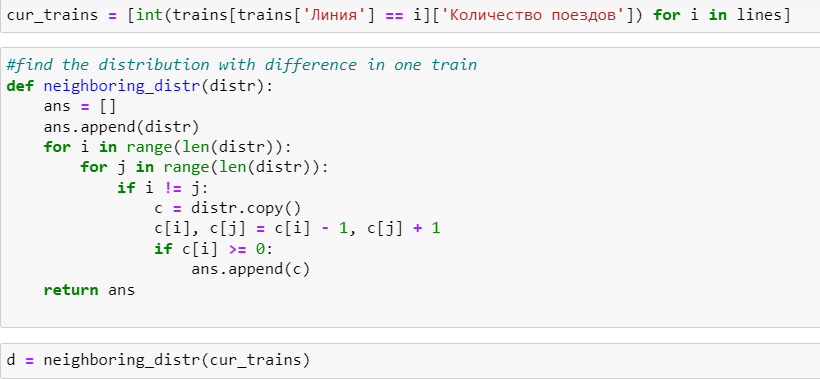 cur_trains = [int(trains[trains['Линия'] == i]['Количество поездов']) for i in lines]
#find the distribution with difference in one train
def neighboring_distr(distr):
    ans = []
    ans.append(distr)
    for i in range(len(distr)):
        for j in range(len(distr)):
            if i != j:
                c = distr.copy()
                c[i], c[j] = c[i] - 1, c[j] + 1
                if c[i] >= 0:
                    ans.append(c)
    return ans
d = neighboring_distr(cur_trains)